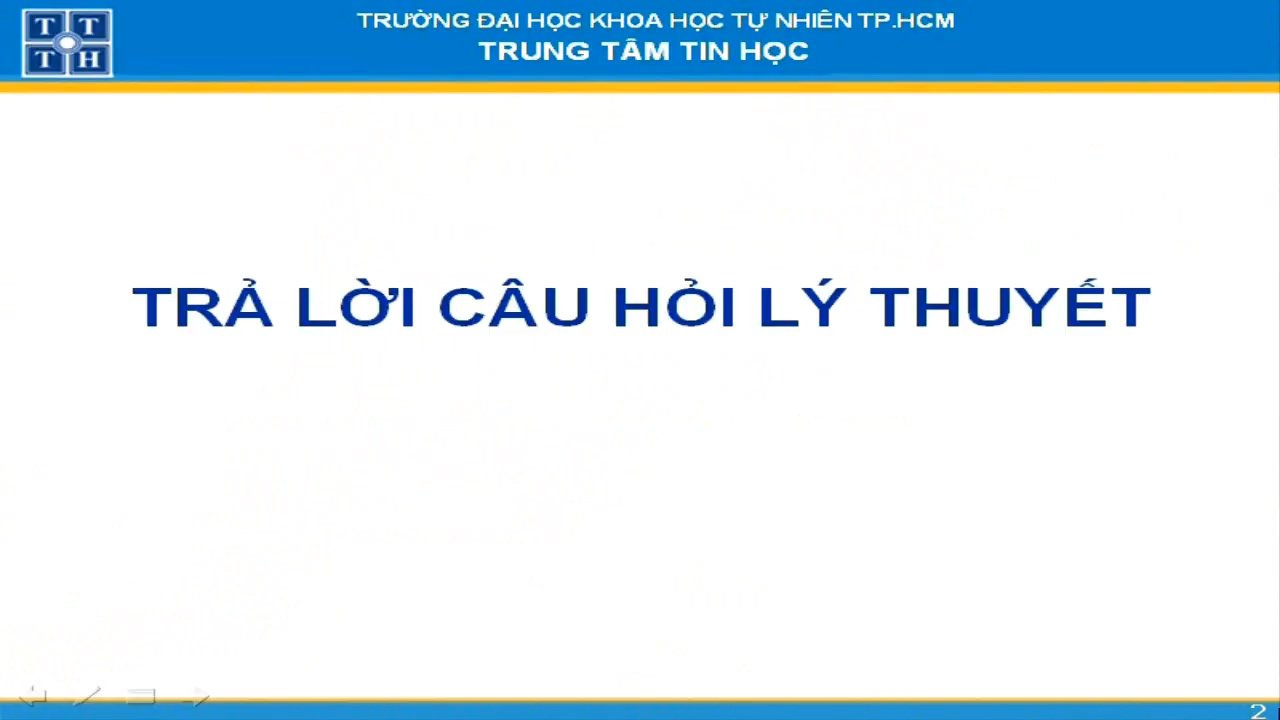 T T
T H
TRƯỜNG ĐẠI HỌC KHOA HỌC TỰ NHIÊN TP.HCM
TRUNG TÂM TIN HỌC
TRẢ LỜI CÂU HỎI LÝ THUYẾT
2